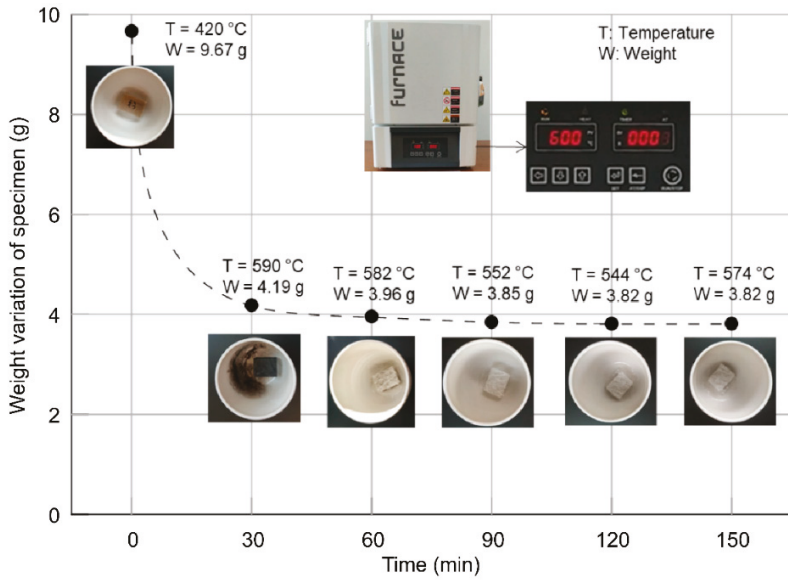 Weight variation of specimen (g)
10
8
6
4
2
0
T = 420 °C
W = 9.67 g
T: Temperature
W: Weight
FURNACE
600
000
T = 590 °C
W = 4.19 g
T = 582 °C
W = 3.96 g
T = 552 °C
W = 3.85 g
T = 544 °C
W = 3.82 g
T = 574 °C
W = 3.82 g
0 30 60 90 120 150
Time (min)